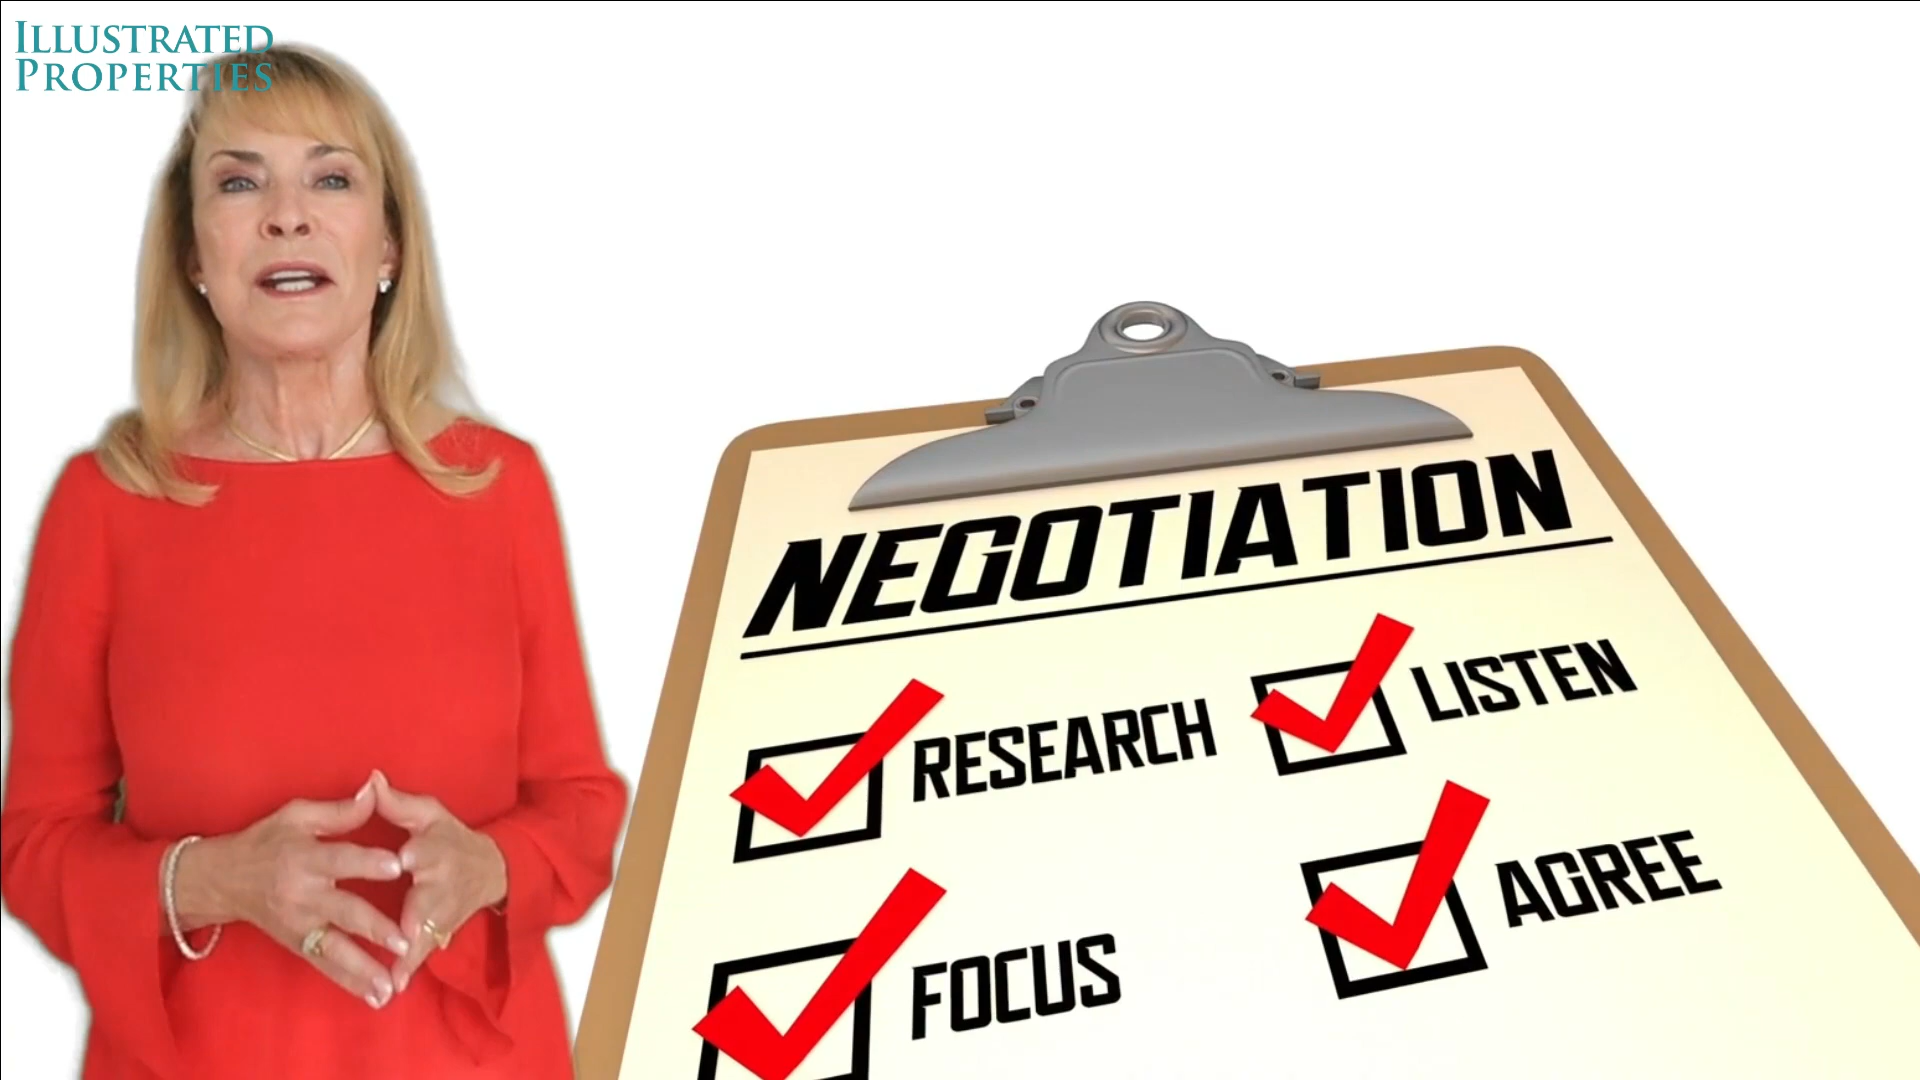 ILLUSTRATED
PROPERTIES
NEGOTIATION
RESEARCH
LISTEN
FOCUS
AGREE